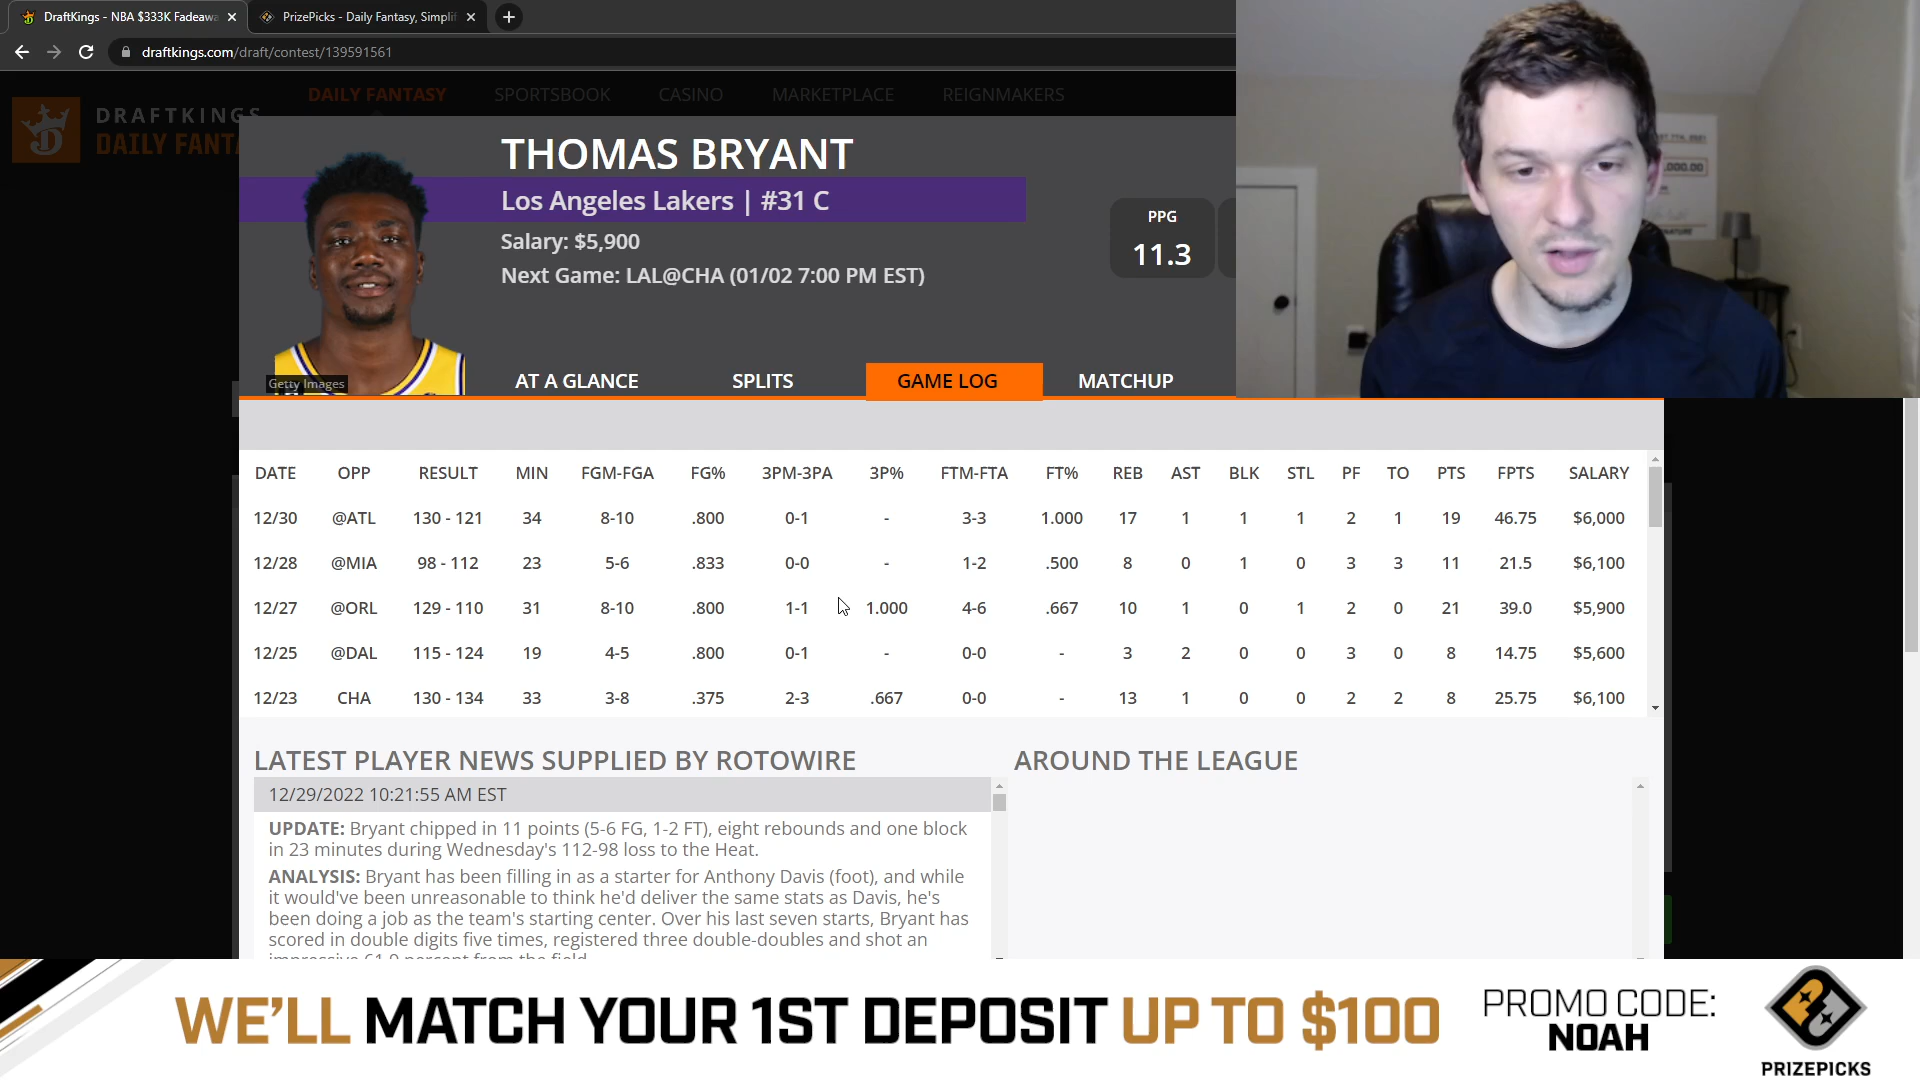 DraftKings - NBA $333K Fadeawa
PrizePicks - Daily Fantasy, Simplif
draftkings.com/draft/contest/139591561
DAILY FANTASY SPORTSBOOK CASINO MARKETPLACE REIGNMAKERS
DRAFTKINGS
DAILY FANTA
THOMAS BRYANT
Los Angeles Lakers | #31 C
Salary: $5,900
Next Game: LAL@CHA (01/02 7:00 PM EST)
PPG
11.3
Getty Images
AT A GLANCE SPLITS GAME LOG MATCHUP
DATE OPP RESULT MIN FGM-FGA FG% 3PM-3PA 3P% FTM-FTA FT% REB AST BLK STL PF TO PTS FPTS SALARY
12/30 @ATL 130 - 121 34 8-10 .800 0-1 - 3-3 1.000 17 1 1 1 2 1 19 46.75 $6,000
12/28 @MIA 98 - 112 23 5-6 .833 0-0 - 1-2 .500 8 0 1 0 3 3 11 21.5 $6,100
12/27 @ORL 129 - 110 31 8-10 .800 1-1 1.000 4-6 .667 10 1 0 1 2 0 21 39.0 $5,900
12/25 @DAL 115 - 124 19 4-5 .800 0-1 - 0-0 - 3 2 0 0 3 0 8 14.75 $5,600
12/23 CHA 130 - 134 33 3-8 .375 2-3 .667 0-0 - 13 1 0 0 2 2 8 25.75 $6,100
LATEST PLAYER NEWS SUPPLIED BY ROTOWIRE
12/29/2022 10:21:55 AM EST
UPDATE: Bryant chipped in 11 points (5-6 FG, 1-2 FT), eight rebounds and one block
in 23 minutes during Wednesday's 112-98 loss to the Heat.
ANALYSIS: Bryant has been filling in as a starter for Anthony Davis (foot), and while
it would've been unreasonable to think he'd deliver the same stats as Davis, he's
been doing a job as the team's starting center. Over his last seven starts, Bryant has
scored in double digits five times, registered three double-doubles and shot an
AROUND THE LEAGUE
WE'LL MATCH YOUR 1ST DEPOSIT UP TO $100
PROMO CODE:
NOAH
PRIZEPICKS